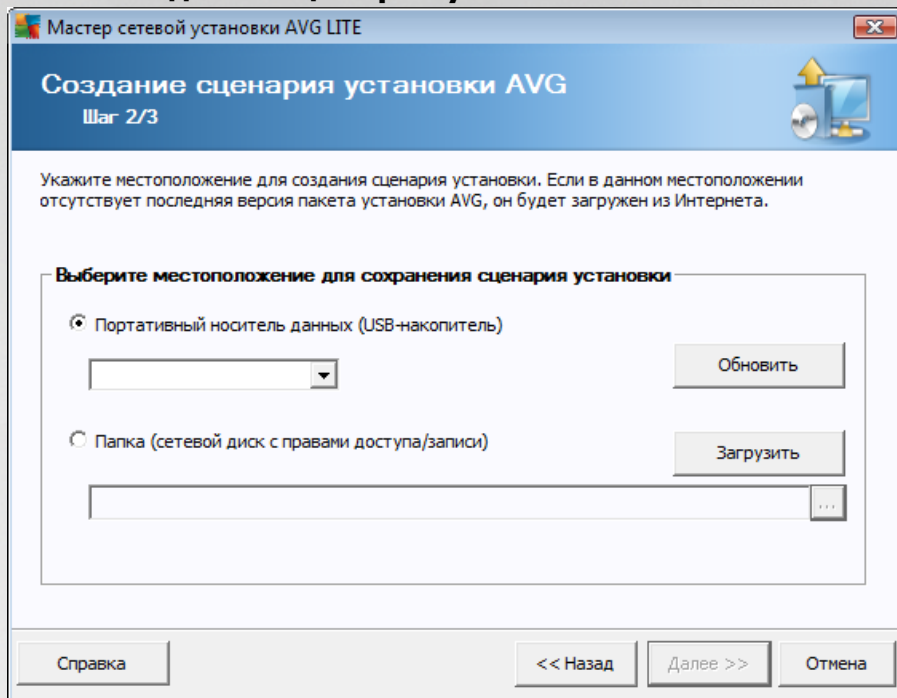 Мастер сетевой установки AVG LITE
Создание сценария установки AVG
Шаг 2/3
Укажите местоположение для создания сценария установки. Если в данном местоположении
отсутствует последняя версия пакета установки AVG, он будет загружен из Интернета.
Выберите местоположение для сохранения сценария установки
Портативный носитель данных (USB-накопитель)
Обновить
Папка (сетевой диск с правами доступа/записи)
Загрузить
...
Справка
<< Назад
Далее >>
Отмена